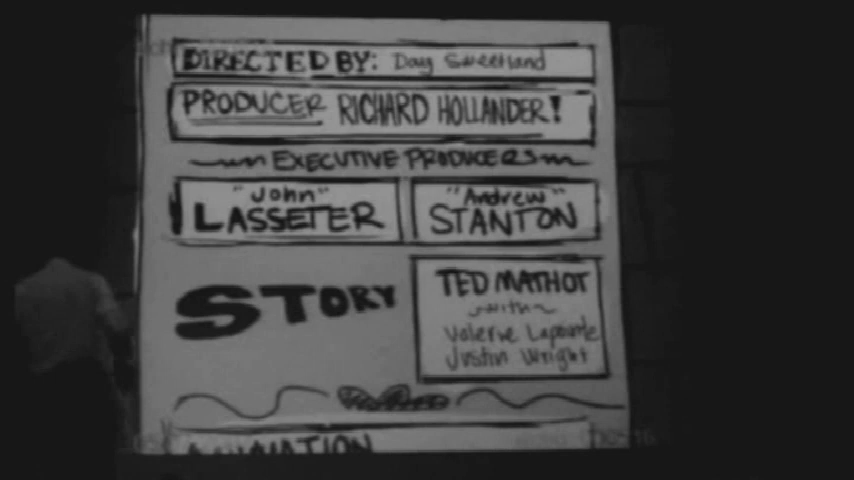 DIRECTED BY: Doug Sweetland
PRODUCER RICHARD HOLLANDER!
EXECUTIVE PRODUCERS
"John"
LASSETER
"Andrew"
STANTON
STORY
TED MATHOT
with
Valerie Lapointe
Justin Wright
ANIMATION